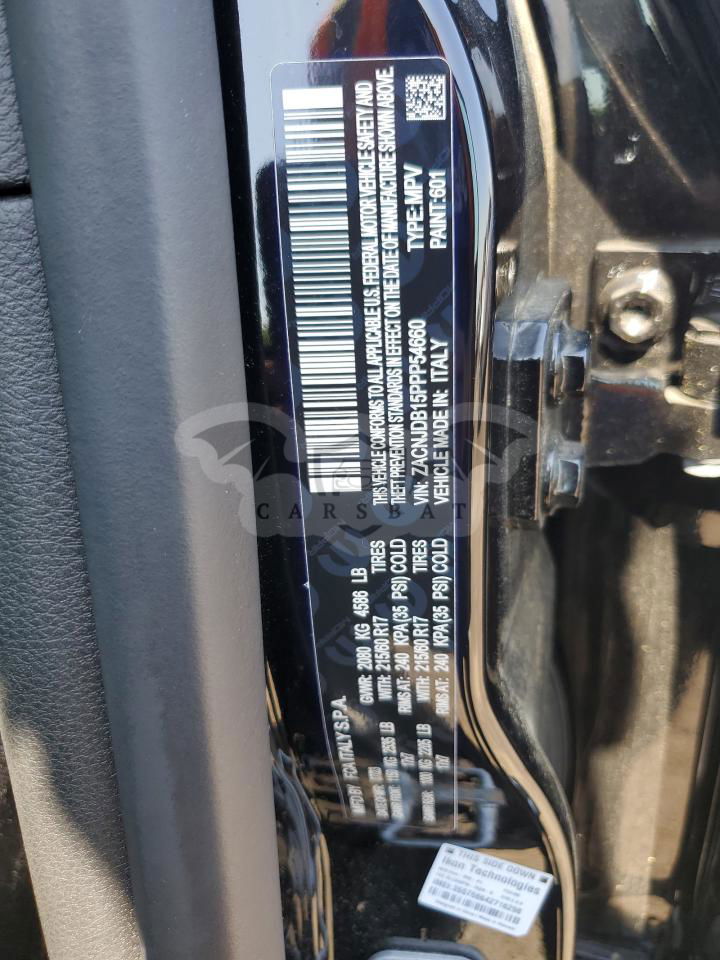 MFD BY FCA ITALY S.P.A.
GVWR: 2080 KG 4586 LB
WITH: 215/60 R17 TIRES
RIMS AT: 240 KPA(35 PSI) COLD
WITH: 215/60 R17 TIRES
RIMS AT: 240 KPA(35 PSI) COLD
THIS VEHICLE CONFORMS TO ALL APPLICABLE U.S. FEDERAL MOTOR VEHICLE SAFETY AND
THEFT PREVENTION STANDARDS IN EFFECT ON THE DATE OF MANUFACTURE SHOWN ABOVE.
VIN: ZACNJDB15PPP54660 TYPE: MPV
VEHICLE MADE IN: ITALY PAINT: 601
CARSBAT
THIS SIDE DOWN
Ikon Technologies